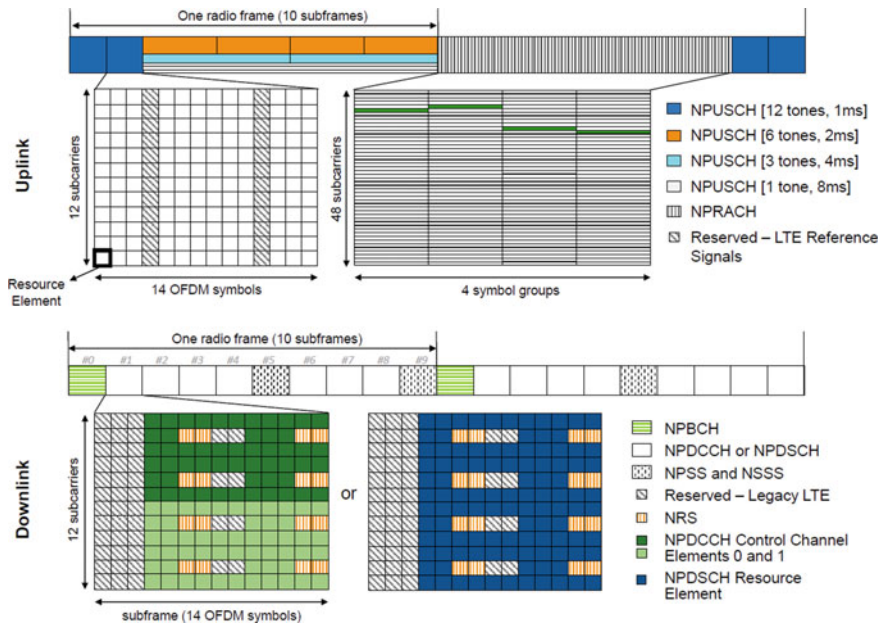 One radio frame (10 subframes)
Uplink
12 subcarriers
Resource
Element
14 OFDM symbols
48 subcarriers
4 symbol groups
NPUSCH [12 tones, 1ms]
NPUSCH [6 tones, 2ms]
NPUSCH [3 tones, 4ms]
NPUSCH [1 tone, 8ms]
NPRACH
Reserved – LTE Reference
Signals
One radio frame (10 subframes)
#0 #1 #2 #3 #4 #5 #6 #7 #8 #9
Downlink
12 subcarriers
or
subframe (14 OFDM symbols)
NPBCH
NPDCCH or NPDSCH
NPSS and NSSS
Reserved – Legacy LTE
NRS
NPDCCH Control Channel
Elements 0 and 1
NPDSCH Resource
Element